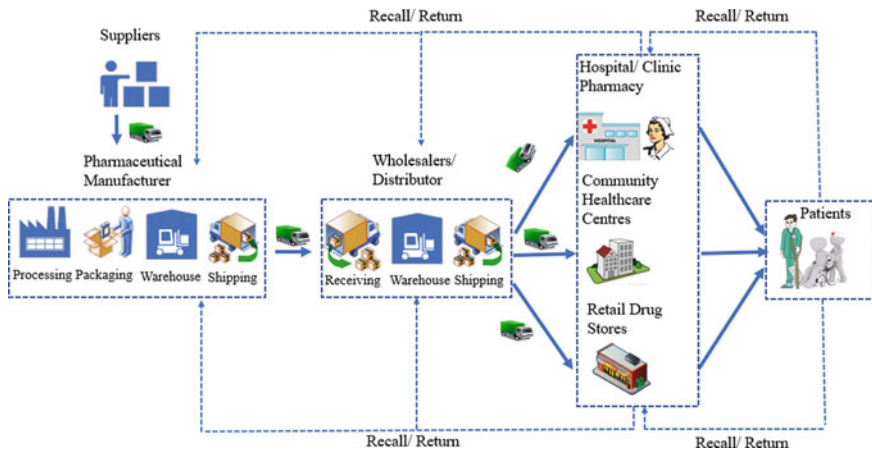 Recall/ Return
Recall/ Return
Suppliers
Hospital/ Clinic
Pharmacy
HOSPITAL
Pharmaceutical
Manufacturer
Wholesalers/
Distributor
Community
Healthcare
Centres
Patients
Processing
Packaging
Warehouse
Shipping
Receiving
Warehouse
Shipping
Retail Drug
Stores
Recall/ Return
Recall/ Return